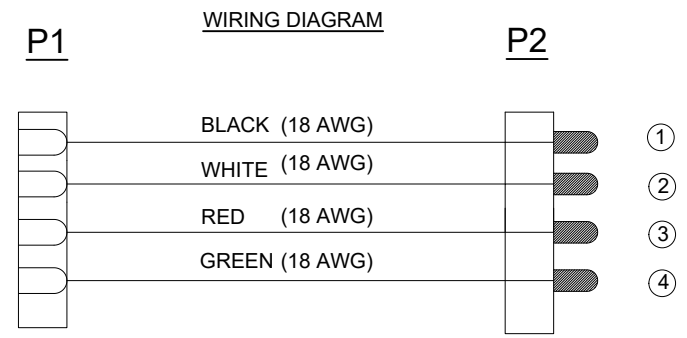 WIRING DIAGRAM
P1 P2
BLACK (18 AWG) 1
WHITE (18 AWG) 2
RED (18 AWG) 3
GREEN (18 AWG) 4